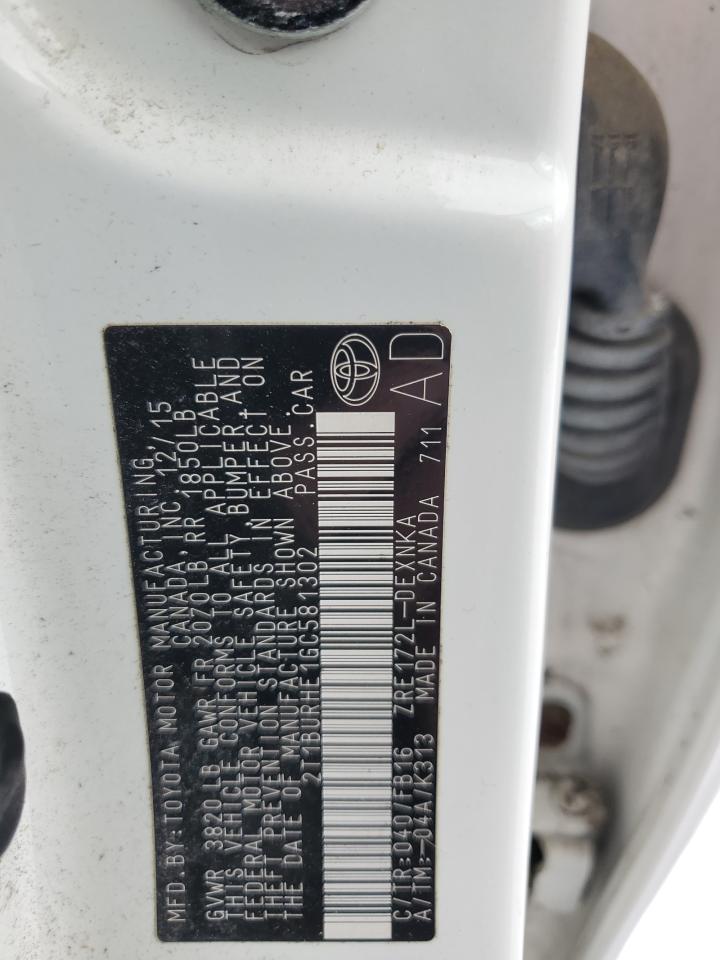 MFD.BY: TOYOTA MOTOR MANUFACTURING,
CANADA, INC. 12/15
GVWR 3820 LB GAWR FR 2070LB RR 1850LB
THIS VEHICLE CONFORMS TO ALL APPLICABLE
FEDERAL MOTOR VEHICLE SAFETY, BUMPER AND
THEFT PREVENTION STANDARDS IN EFFECT ON
THE DATE OF MANUFACTURE SHOWN ABOVE.
2T1BURHE1GC581302 PASS. CAR
C/TR:040/FB16 ZRE172L-DEXNKA
A/TM:-04A/K313 MADE IN CANADA 711
AD